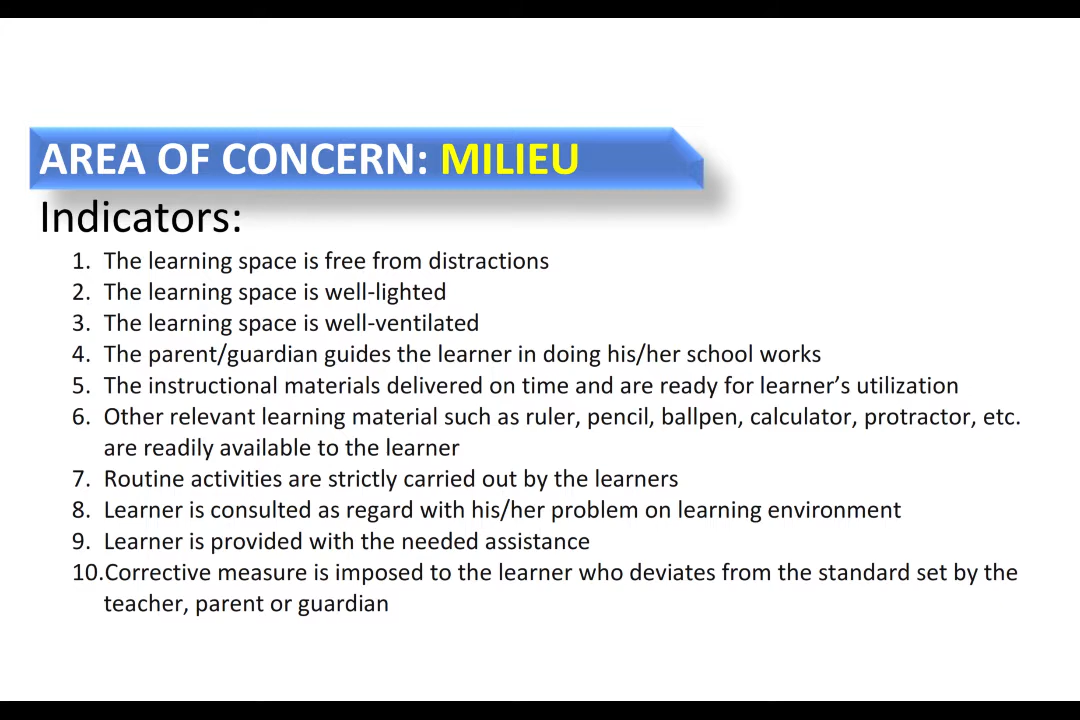 AREA OF CONCERN: MILIEU
Indicators:
1. The learning space is free from distractions
2. The learning space is well-lighted
3. The learning space is well-ventilated
4. The parent/guardian guides the learner in doing his/her school works
5. The instructional materials delivered on time and are ready for learner’s utilization
6. Other relevant learning material such as ruler, pencil, ballpen, calculator, protractor, etc.
are readily available to the learner
7. Routine activities are strictly carried out by the learners
8. Learner is consulted as regard with his/her problem on learning environment
9. Learner is provided with the needed assistance
10.Corrective measure is imposed to the learner who deviates from the standard set by the
teacher, parent or guardian